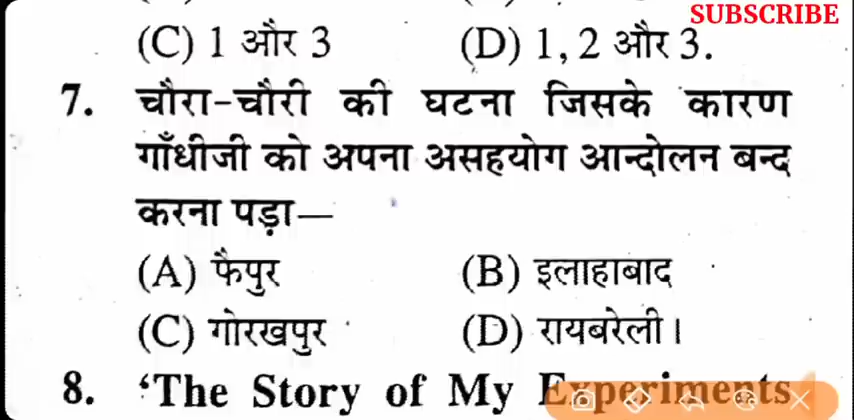 SUBSCRIBE
(C) 1 और 3 (D) 1, 2 और 3.
7. चौरा-चौरी की घटना जिसके कारण
गाँधीजी को अपना असहयोग आन्दोलन बन्द
करना पड़ा—
(A) फैपुर (B) इलाहाबाद
(C) गोरखपुर (D) रायबरेली।
8. ‘The Story of My Experiments